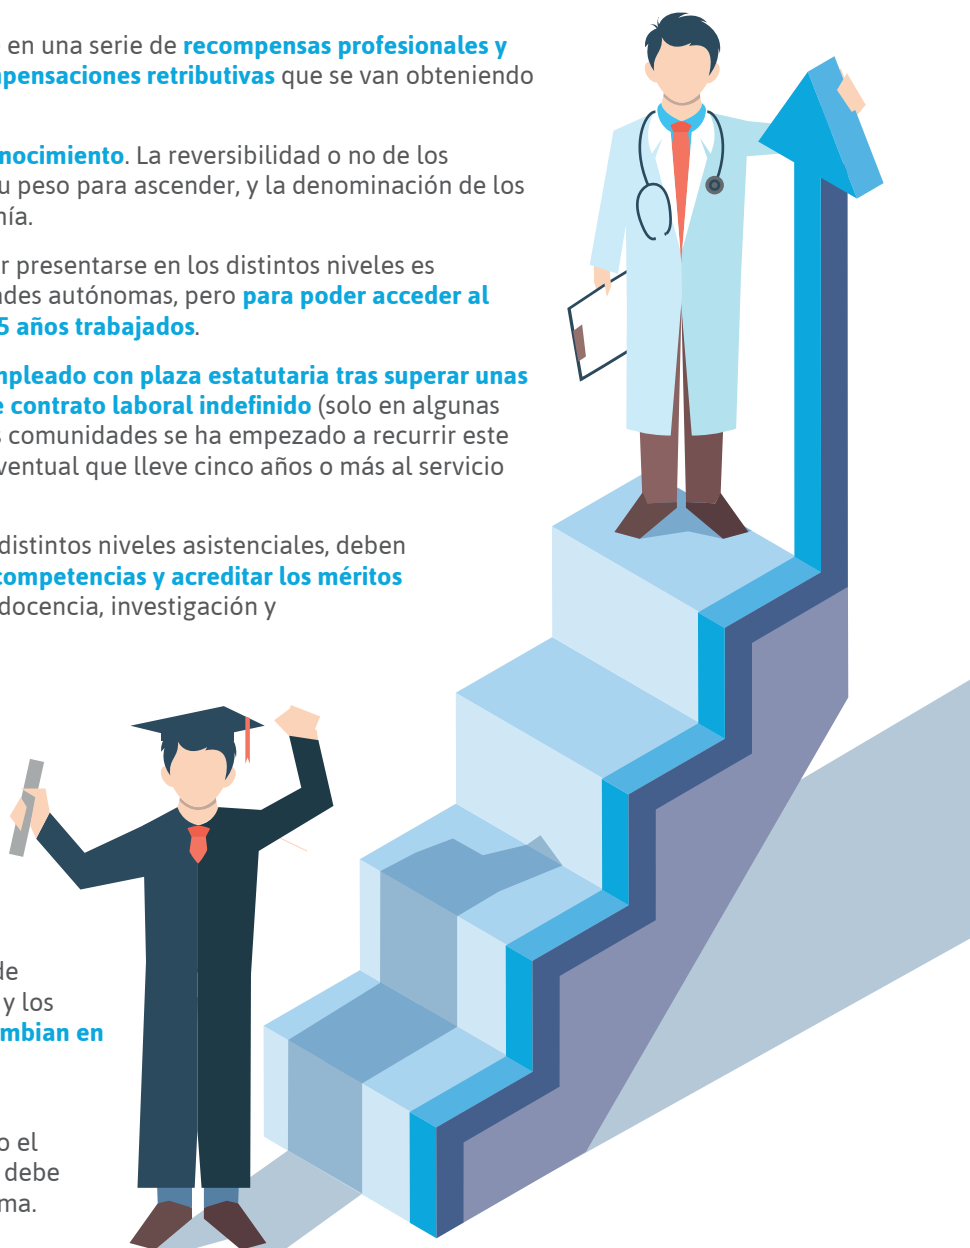 en una serie de recompensas profesionales y
pensaciones retributivas que se van obteniendo
nocimiento. La reversibilidad o no de los
u peso para ascender, y la denominación de los
nía.
r presentarse en los distintos niveles es
ades autónomas, pero para poder acceder al
5 años trabajados.
mpleado con plaza estatutaria tras superar unas
e contrato laboral indefinido (solo en algunas
s comunidades se ha empezado a recurrir este
ventual que lleve cinco años o más al servicio
distintos niveles asistenciales, deben
competencias y acreditar los méritos
docencia, investigación y
de
y los
mbian en
o el
debe
ma.